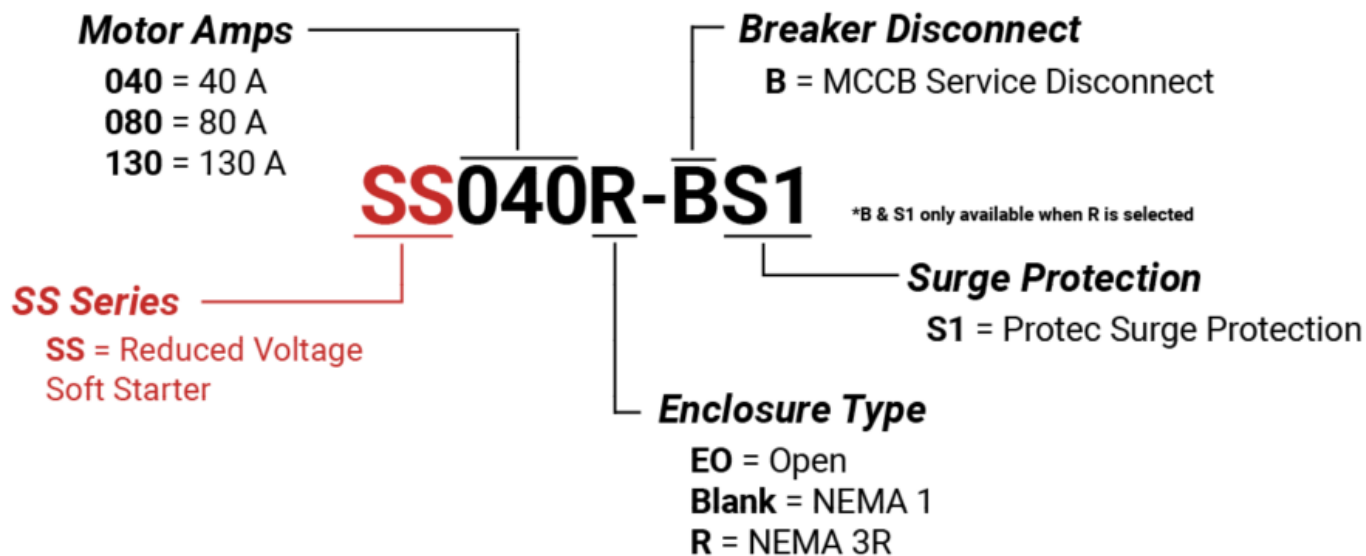 Motor Amps
040 = 40 A
080 = 80 A
130 = 130 A
Breaker Disconnect
B = MCCB Service Disconnect
SS040R-BS1
*B & S1 only available when R is selected
SS Series
SS = Reduced Voltage
Soft Starter
Surge Protection
S1 = Protec Surge Protection
Enclosure Type
EO = Open
Blank = NEMA 1
R = NEMA 3R